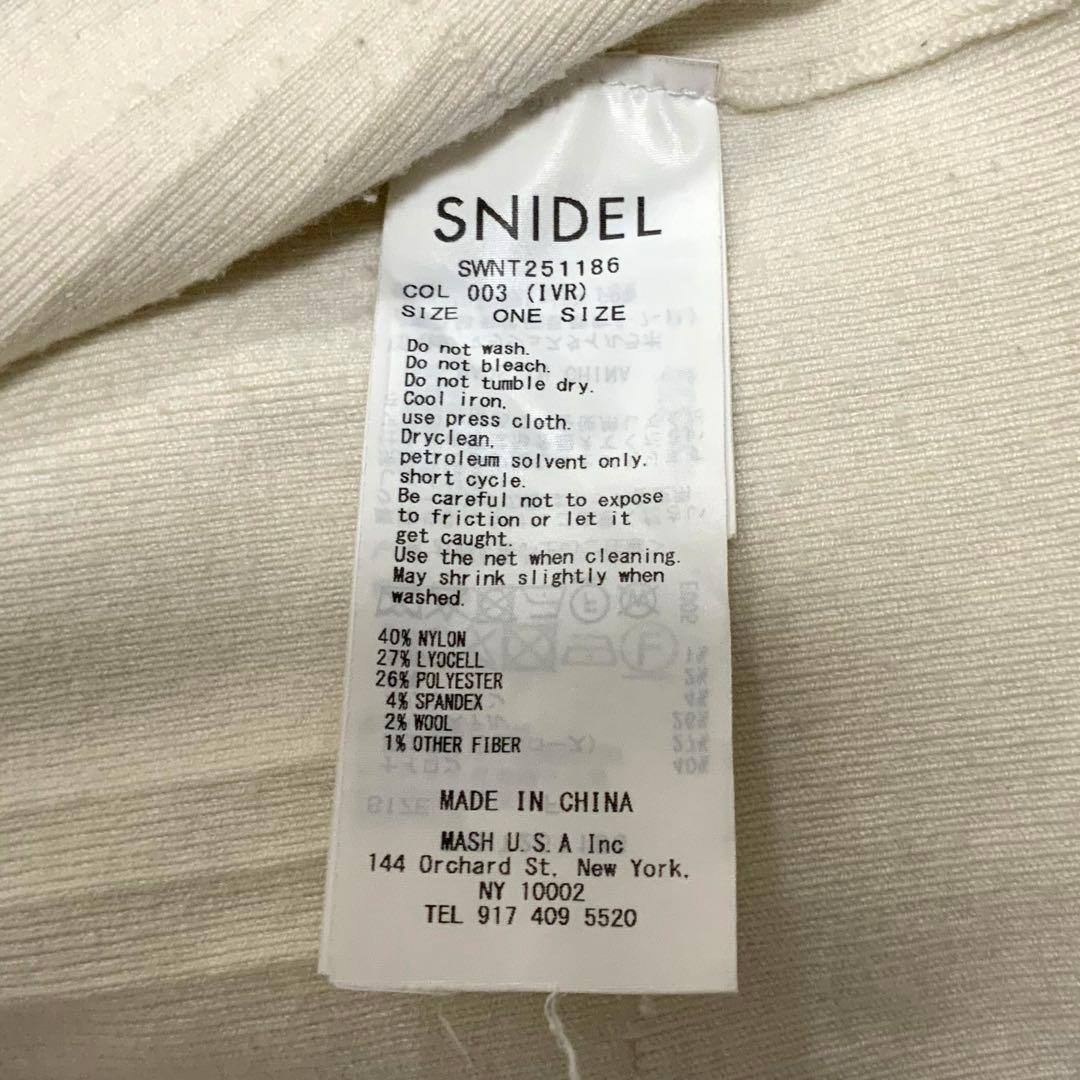 SNIDEL
SWNT251186
COL 003 (IVR)
SIZE ONE SIZE
Do not wash.
Do not bleach.
Do not tumble dry.
Cool iron.
use press cloth.
Dryclean.
petroleum solvent only.
short cycle.
Be careful not to expose
to friction or let it
get caught.
Use the net when cleaning.
May shrink slightly when
washed.
40% NYLON
27% LYOCELL
26% POLYESTER
4% SPANDEX
2% WOOL
1% OTHER FIBER
MADE IN CHINA
MASH U.S.A Inc
144 Orchard St. New York,
NY 10002
TEL 917 409 5520